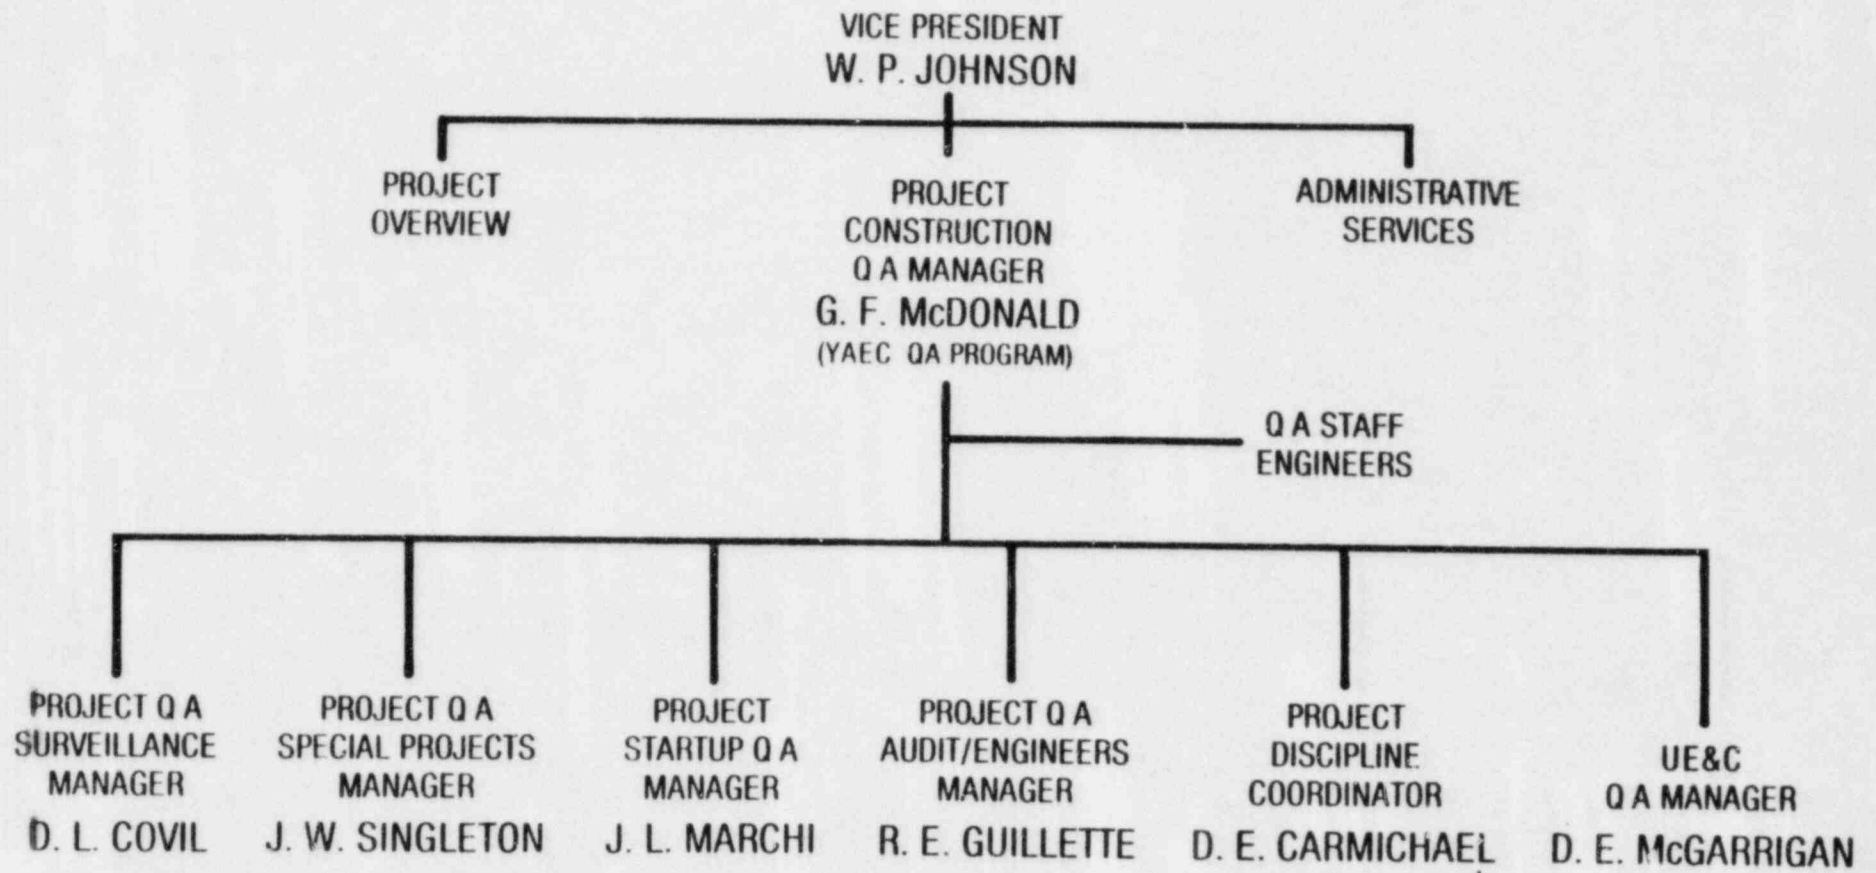 VICE PRESIDENT
W. P. JOHNSON
PROJECT
OVERVIEW
PROJECT
CONSTRUCTION
Q A MANAGER
G. F. McDONALD
(YAEC QA PROGRAM)
ADMINISTRATIVE
SERVICES
Q A STAFF
ENGINEERS
PROJECT Q A
SURVEILLANCE
MANAGER
D. L. COVIL
PROJECT Q A
SPECIAL PROJECTS
MANAGER
J. W. SINGLETON
PROJECT
STARTUP Q A
MANAGER
J. L. MARCHI
PROJECT Q A
AUDIT/ENGINEERS
MANAGER
R. E. GUILLETTE
PROJECT
DISCIPLINE
COORDINATOR
D. E. CARMICHAEL
UE&C
Q A MANAGER
D. E. McGARRIGAN